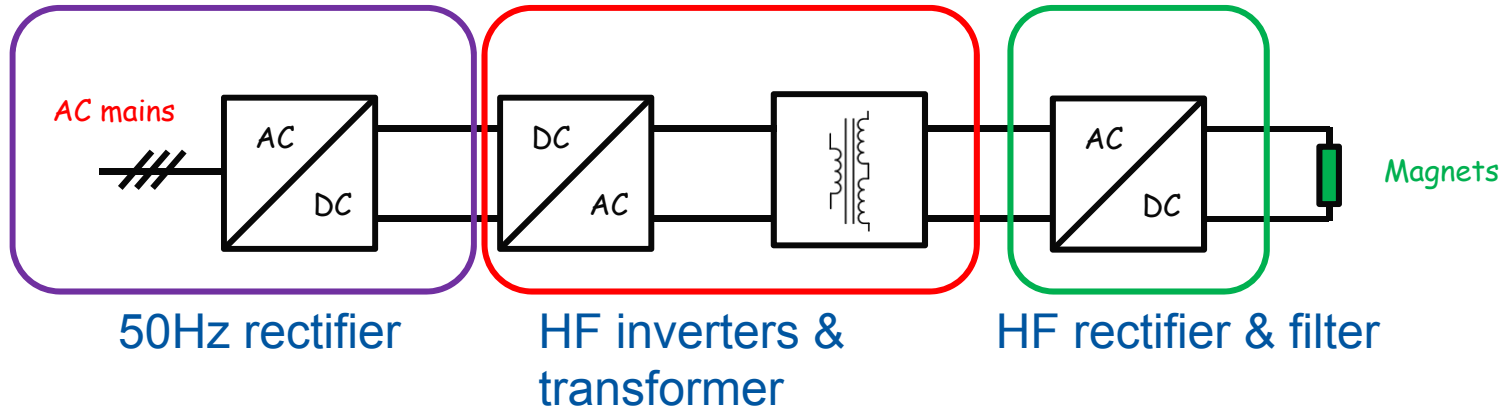 AC mains
AC
DC
DC
AC
AC
DC
Magnets
50Hz rectifier
HF inverters &
transformer
HF rectifier & filter